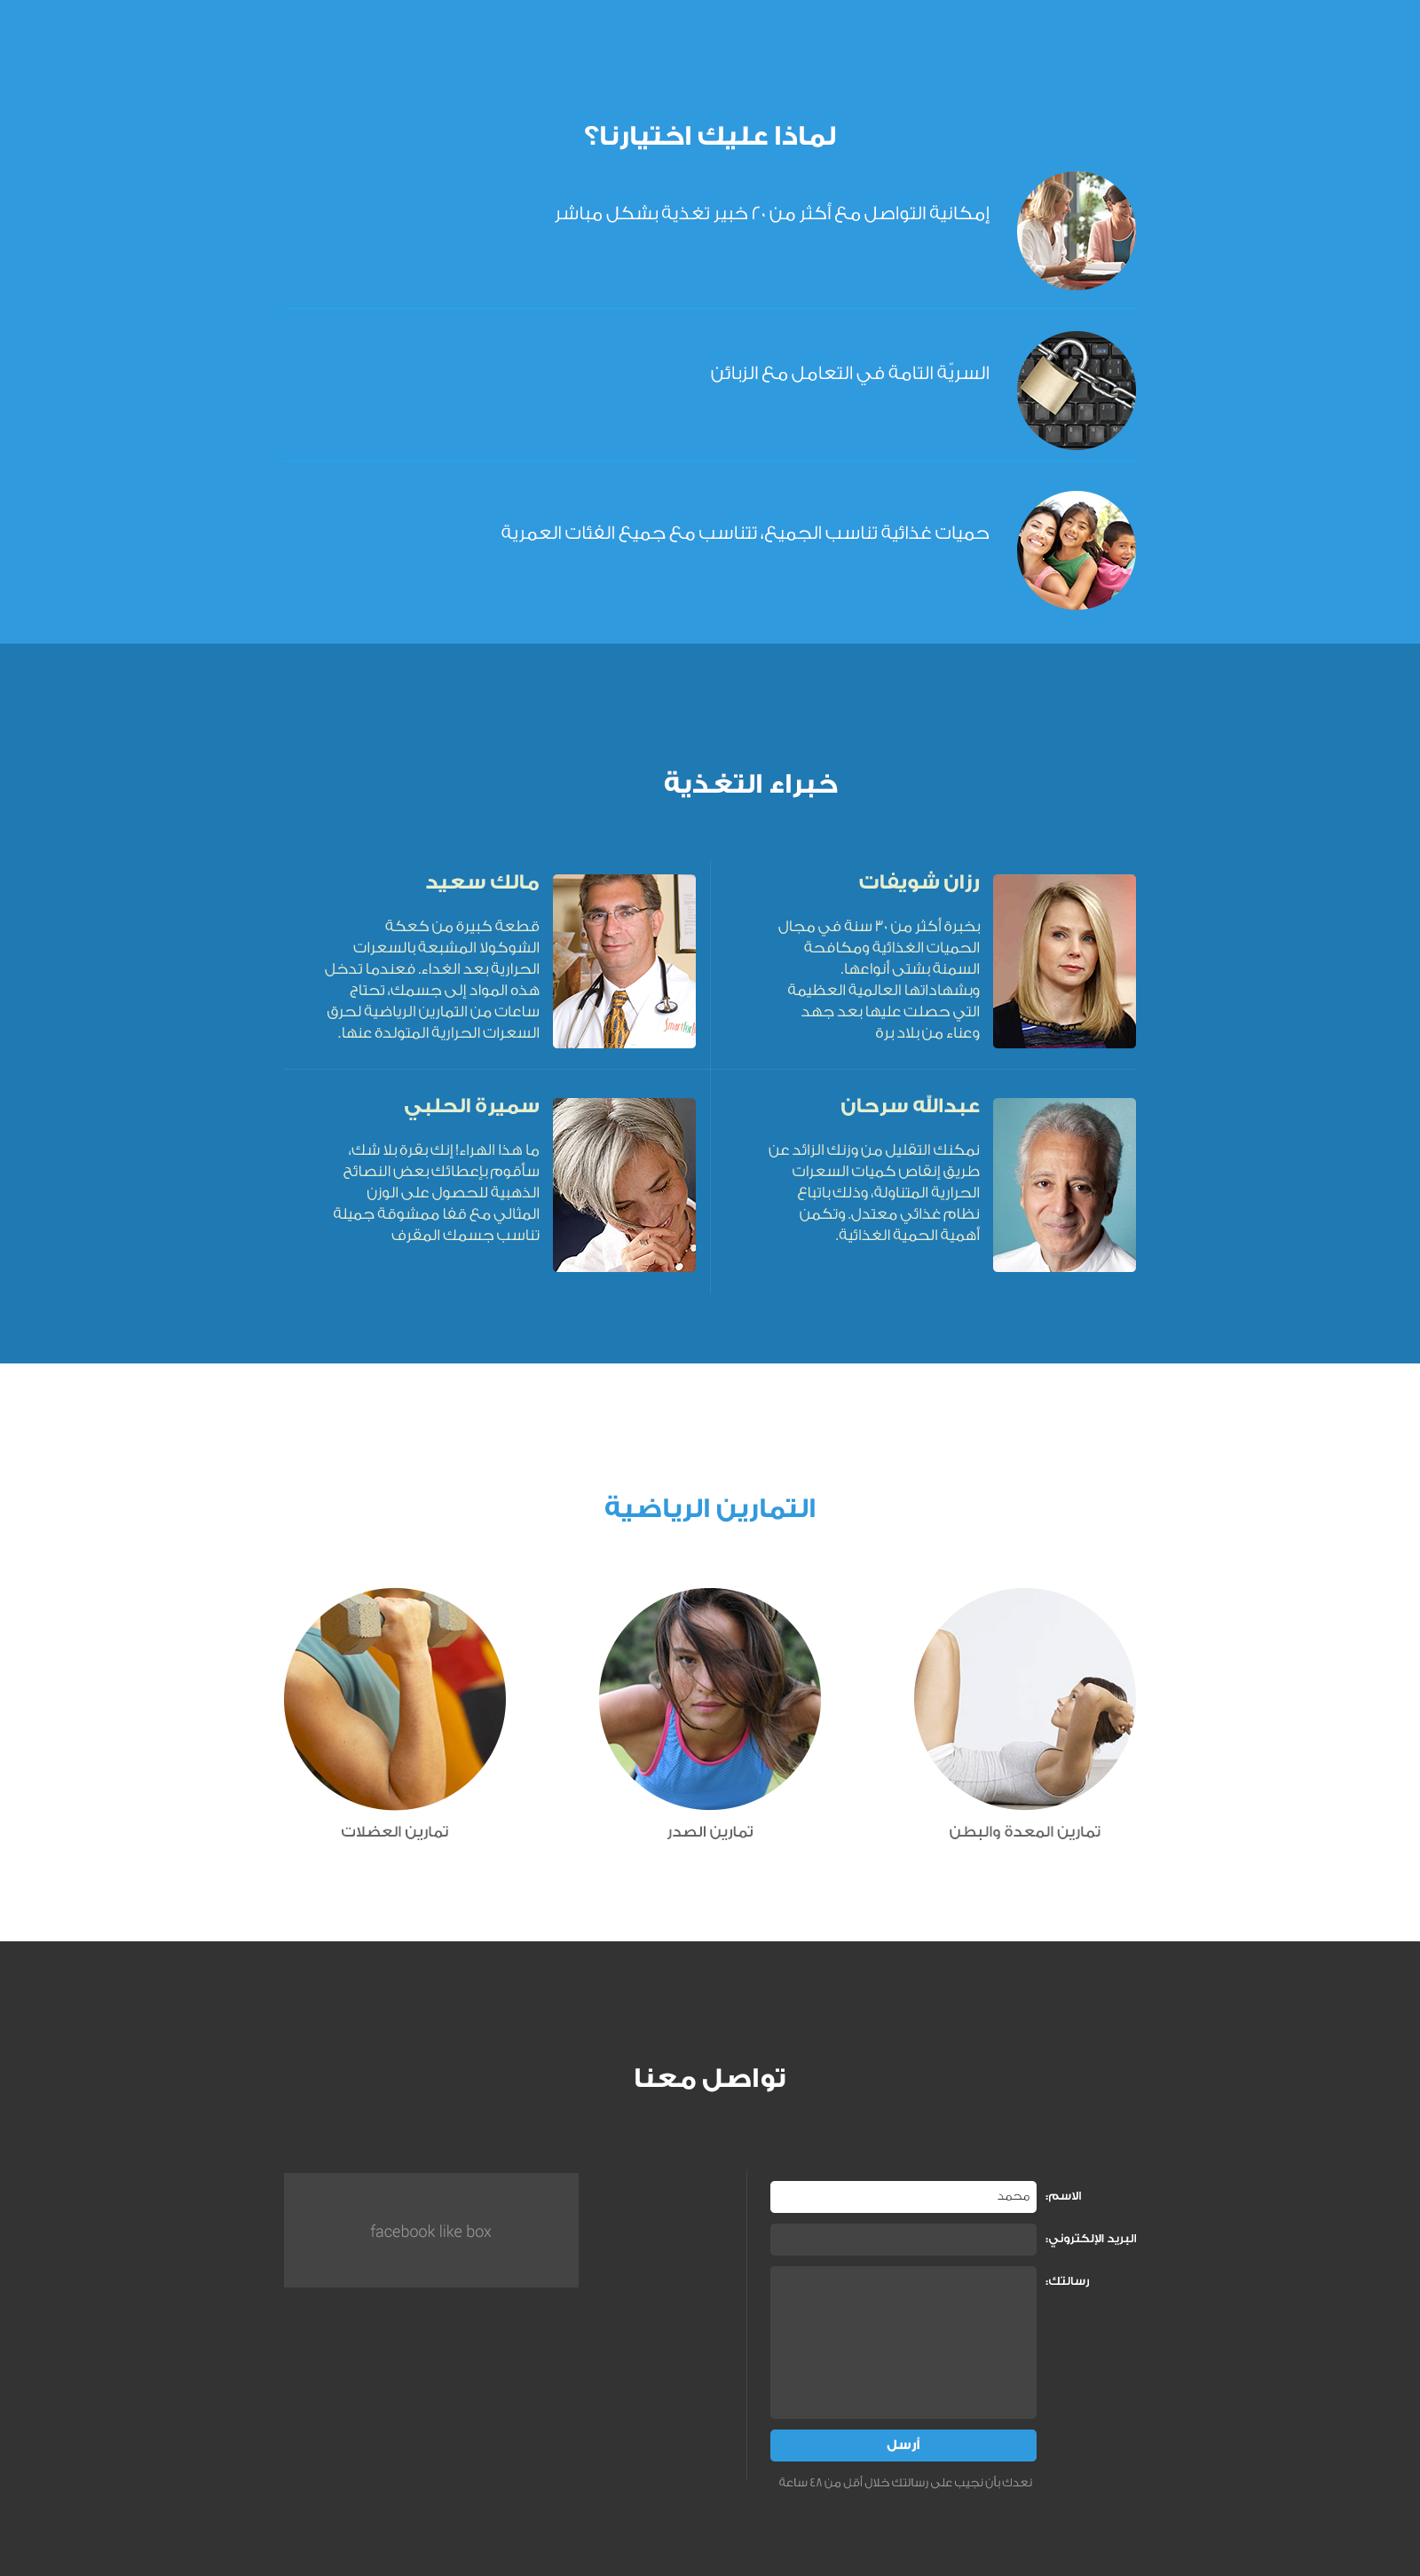 لماذا عليك اختيارنا؟
إمكانية التواصل مع أكثر من ٢٠ خبير تغذية بشكل مباشر
السريّة التامة في التعامل مع الزبائن
حميات غذائية تناسب الجميع، تتناسب مع جميع الفئات العمرية
خبراء التغذية
رزان شويفات
بخبرة أكثر من ٣٠ سنة في مجال
الحميات الغذائية ومكافحة
السمنة بشتى أنواعها.
وبشهاداتها العالمية العظيمة
التي حصلت عليها بعد جهد
وعناء من بلاد برة
مالك سعيد
قطعة كبيرة من كعكة
الشوكولا المشبعة بالسعرات
الحرارية بعد الغداء. فعندما تدخل
هذه المواد إلى جسمك، تحتاج
ساعات من التمارين الرياضية لحرق
السعرات الحرارية المتولدة عنها.
عبدالله سرحان
نمكنك التقليل من وزنك الزائد عن
طريق إنقاص كميات السعرات
الحرارية المتناولة، وذلك باتباع
نظام غذائي معتدل. وتكمن
أهمية الحمية الغذائية.
سميرة الحلبي
ما هذا الهراء! إنك بقرة بلا شك،
سأقوم بإعطائك بعض النصائح
الذهبية للحصول على الوزن
المثالي مع قفا ممشوقة جميلة
تناسب جسمك المقرف
التمارين الرياضية
تمارين المعدة والبطن
تمارين الصدر
تمارين العضلات
تواصل معنا
الاسم:
محمد
البريد الإلكتروني:
رسالتك:
أرسل
نعدك بأن نجيب على رسالتك خلال أقل من ٤٨ ساعة
facebook like box